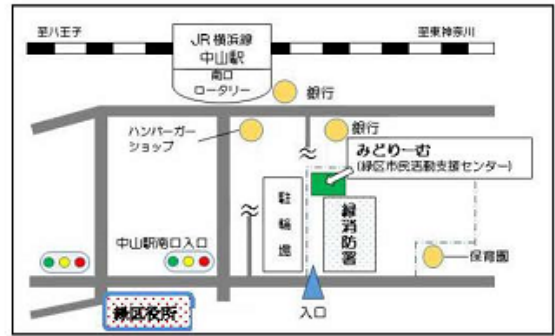 至八王子
JR横浜線
中山駅
至東神奈川
南口
ロータリー
銀行
ハンバーガー
ショップ
銀行
みどりーむ
(緑区市民活動支援センター)
駐輪場
緑消防署
中山駅南口入口
保育園
緑区役所
入口